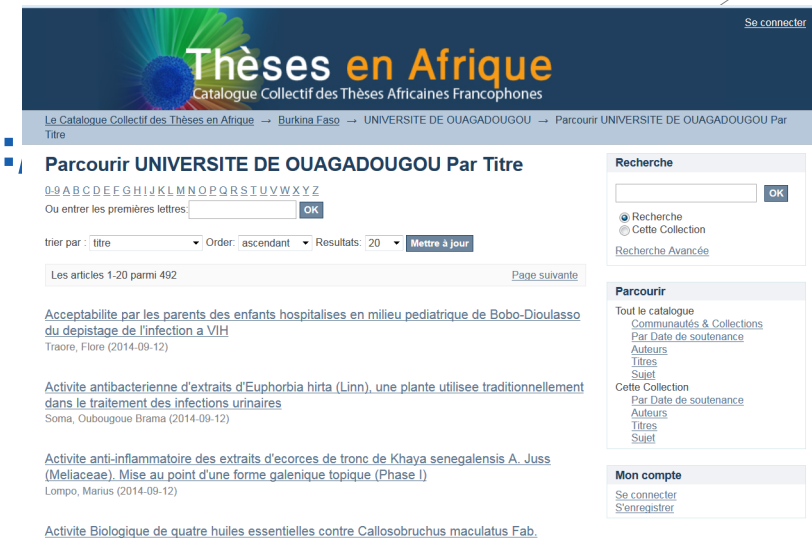 Se connecter
Thèses en Afrique
Catalogue Collectif des Thèses Africaines Francophones
Le Catalogue Collectif des Thèses en Afrique → Burkina Faso → UNIVERSITE DE OUAGADOUGOU → Parcourir UNIVERSITE DE OUAGADOUGOU Par
Titre
Parcourir UNIVERSITE DE OUAGADOUGOU Par Titre
0-9 A B C D E F G H I J K L M N O P Q R S T U V W X Y Z
Ou entrer les premières lettres: OK
trier par : titre Order: ascendant Resultats: 20 Mettre à jour
Les articles 1-20 parmi 492 Page suivante
Acceptabilite par les parents des enfants hospitalises en milieu pediatrique de Bobo-Dioulasso
du depistage de l'infection a VIH
Traore, Flore (2014-09-12)
Activite antibacterienne d'extraits d'Euphorbia hirta (Linn), une plante utilisee traditionnellement
dans le traitement des infections urinaires
Soma, Oubougoue Brama (2014-09-12)
Activite anti-inflammatoire des extraits d'ecorces de tronc de Khaya senegalensis A. Juss
(Meliaceae). Mise au point d'une forme galenique topique (Phase I)
Lompo, Marius (2014-09-12)
Activite Biologique de quatre huiles essentielles contre Callosobruchus maculatus Fab.
Recherche
OK
Recherche
Cette Collection
Recherche Avancée
Parcourir
Tout le catalogue
Communautés & Collections
Par Date de soutenance
Auteurs
Titres
Sujet
Cette Collection
Par Date de soutenance
Auteurs
Titres
Sujet
Mon compte
Se connecter
S'enregistrer